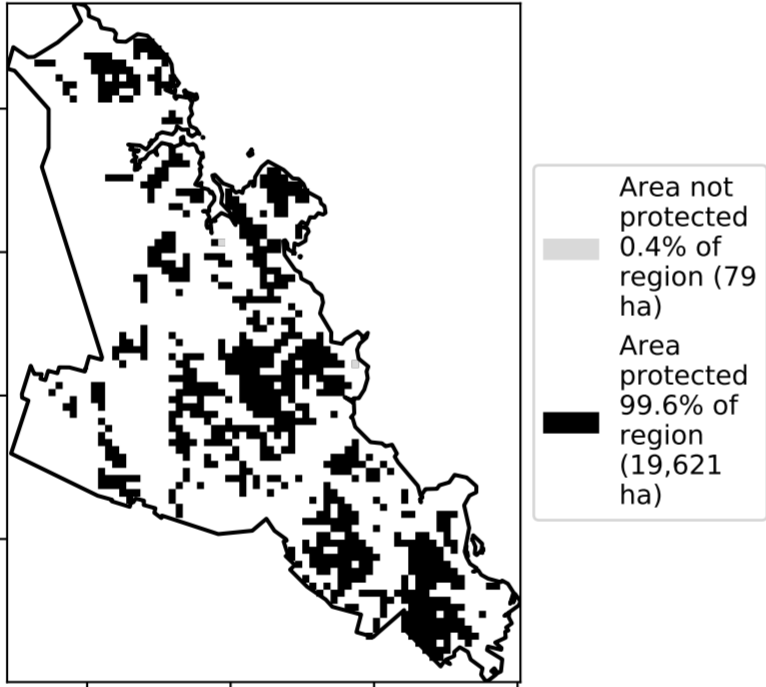 Area not
protected
0.4% of
region (79
ha)
Area
protected
99.6% of
region
(19,621
ha)